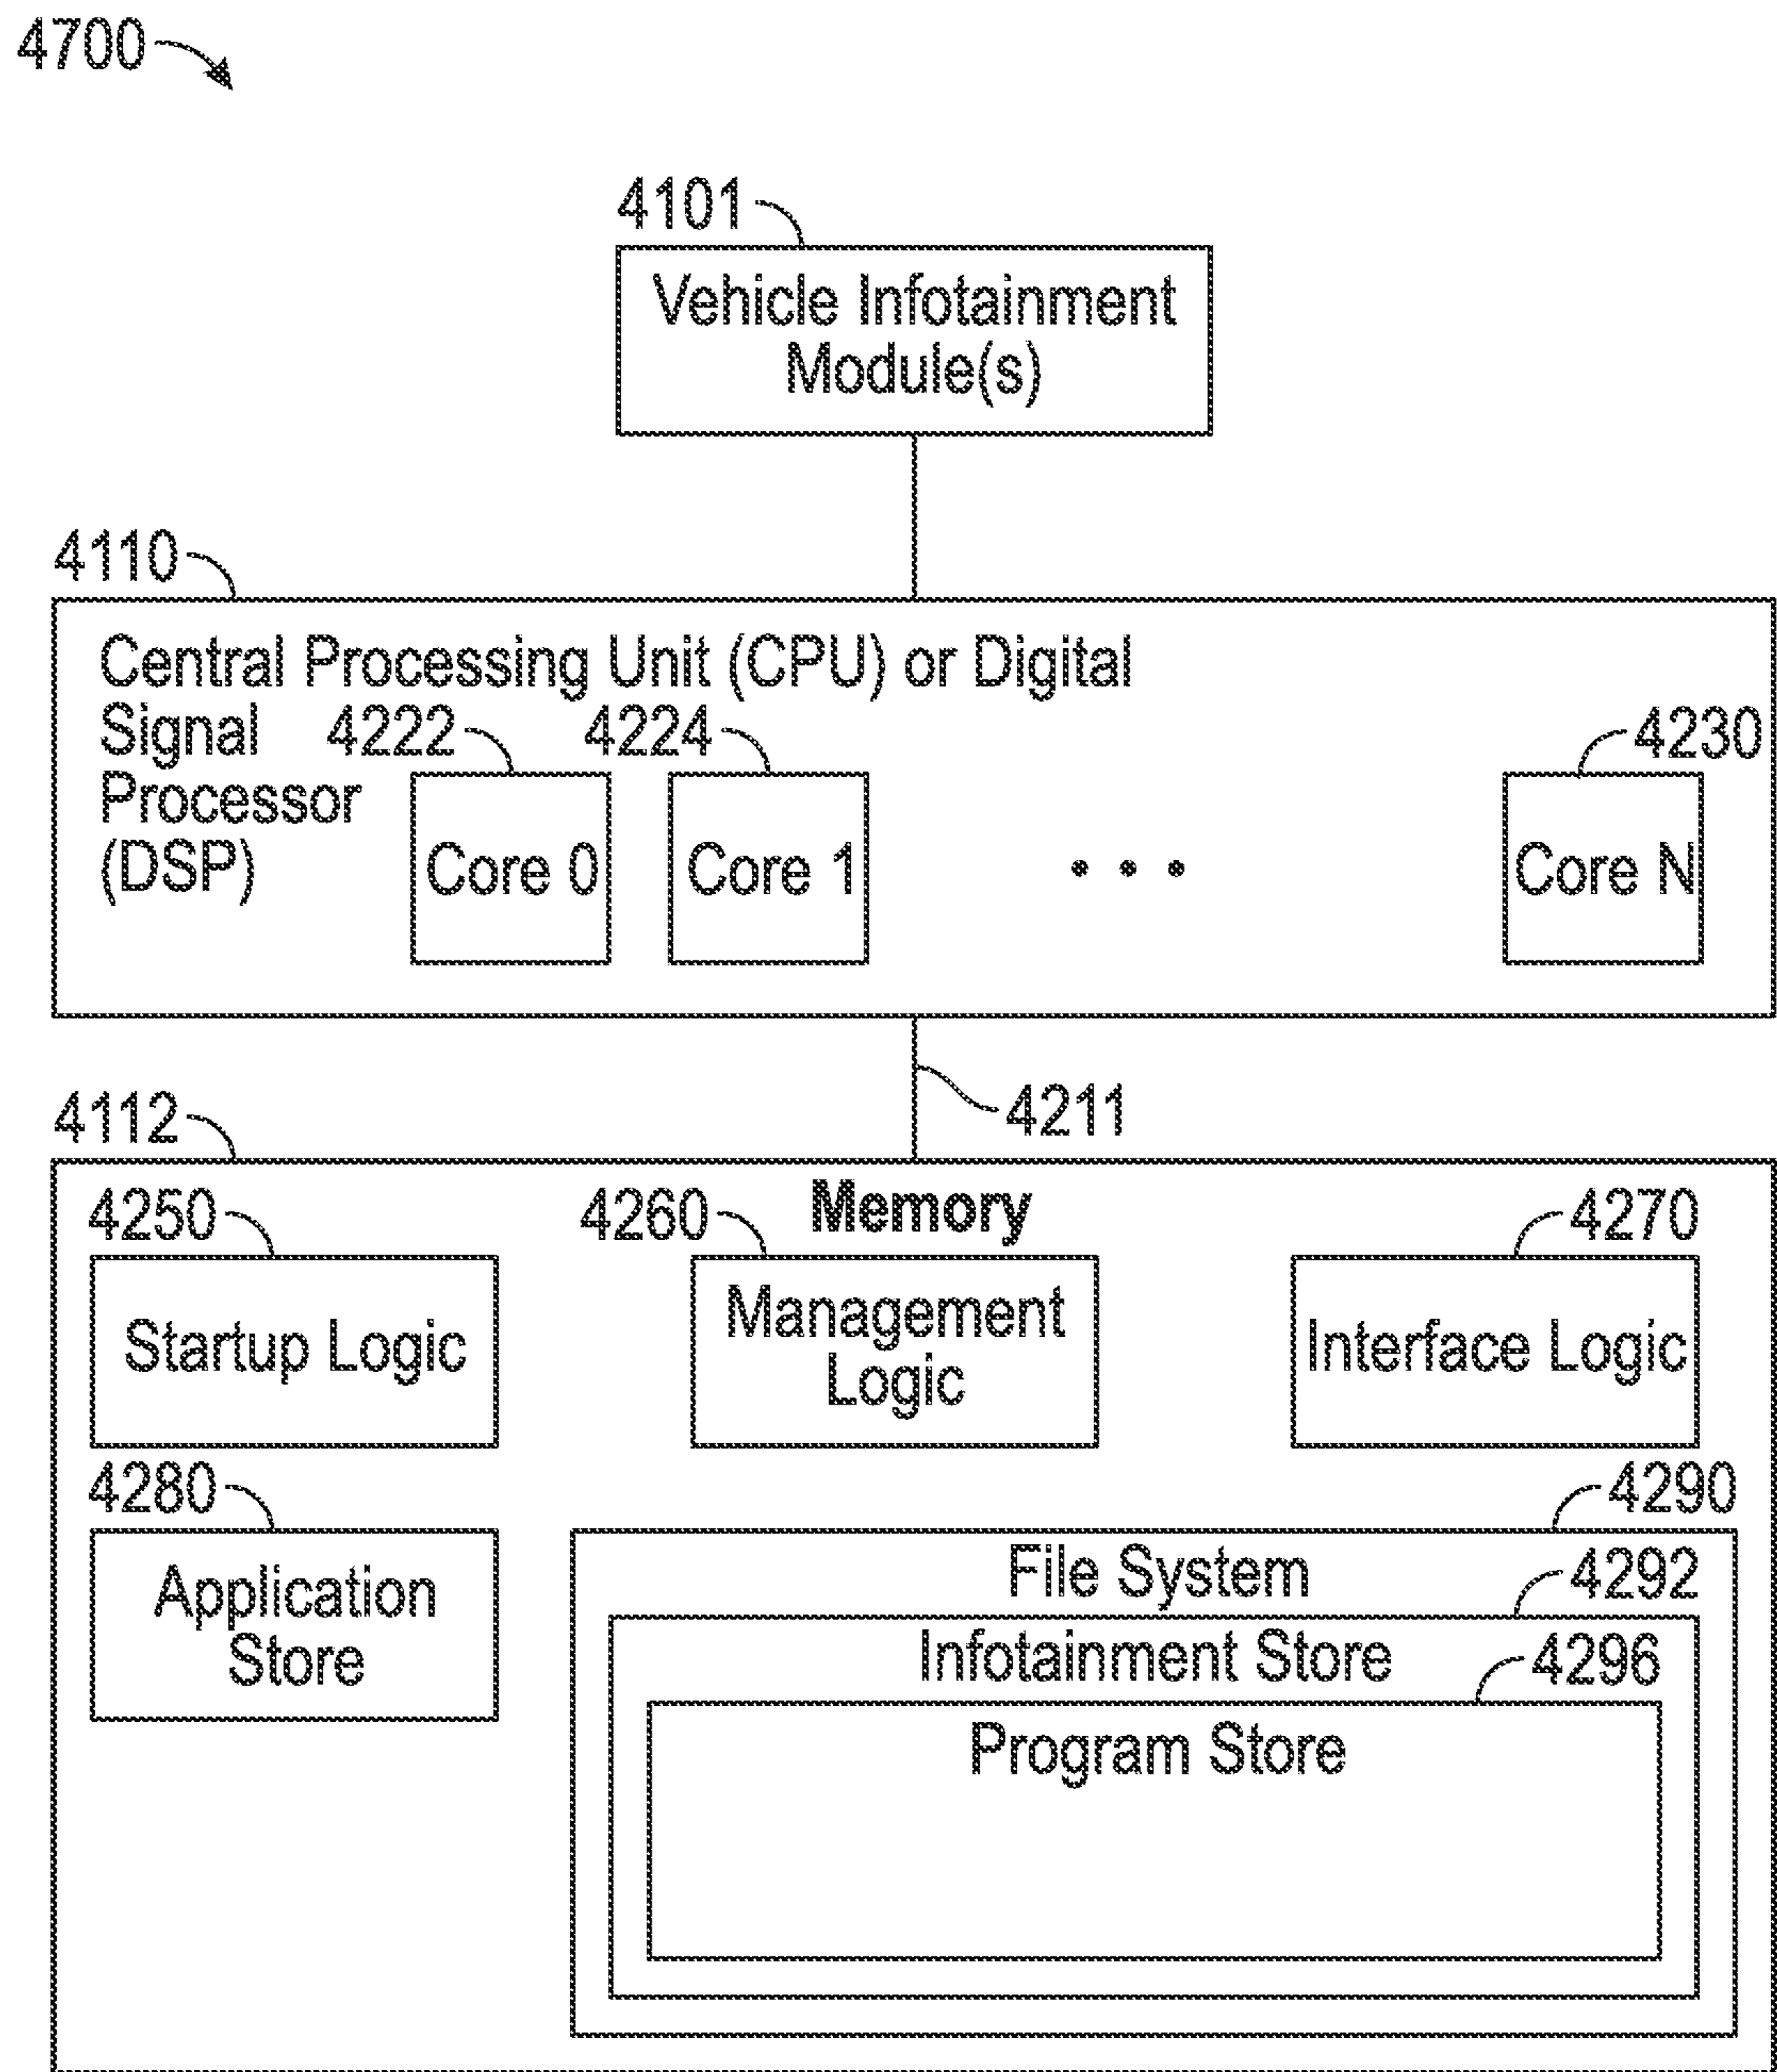 4700
4101
Vehicle Infotainment
Module(s)
4110
Central Processing Unit (CPU) or Digital
Signal
Processor
(DSP)
4222
4224
4230
Core 0
Core 1
Core N
4211
4112
Memory
4250
4260
4270
Startup Logic
Management
Logic
Interface Logic
4280
4290
Application
Store
File System
4292
Infotainment Store
4296
Program Store